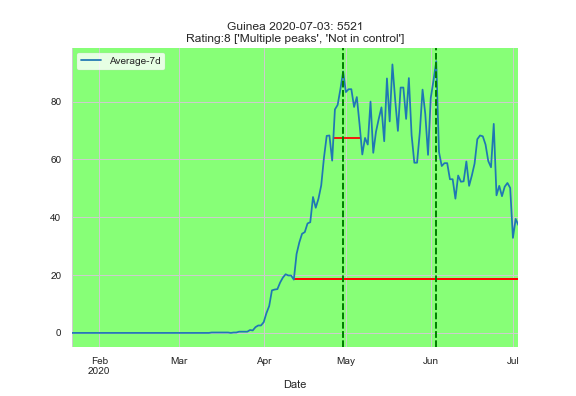 Guinea 2020-07-03: 5521
Rating:8 ['Multiple peaks', 'Not in control']
Average-7d
80
60
40
20
0
Feb
2020
Mar
Apr
May
Jun
Jul
Date